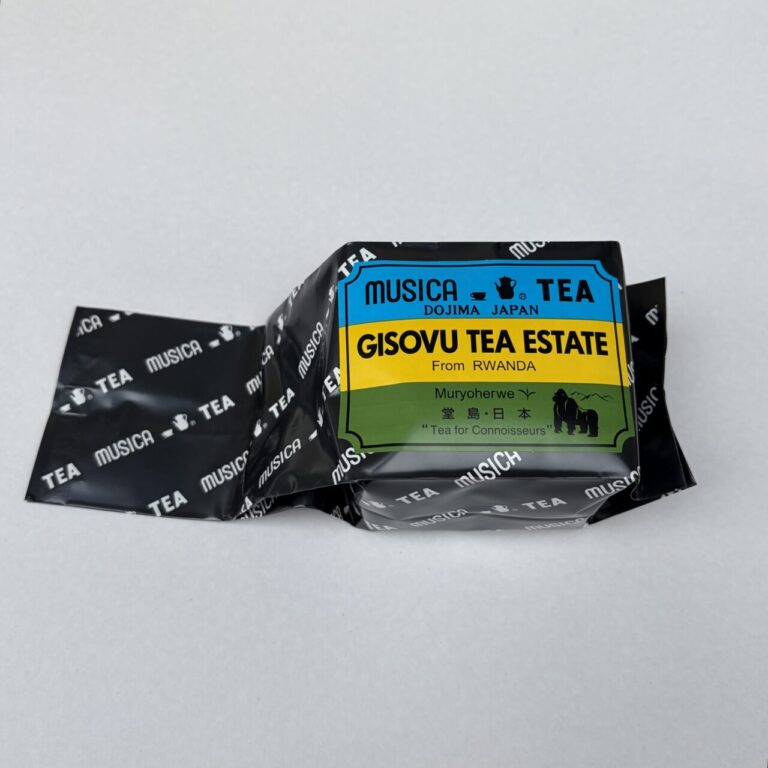 MUSICA TEA
DOJIMA JAPAN
GISOVU TEA ESTATE
From RWANDA
Muryoherwe
堂島・日本
“Tea for Connoisseurs”
MUSICA TEA
MUSICA TEA
MUSICA TEA
TEA MUSICA
TEA MUSICA TEA MUSICA